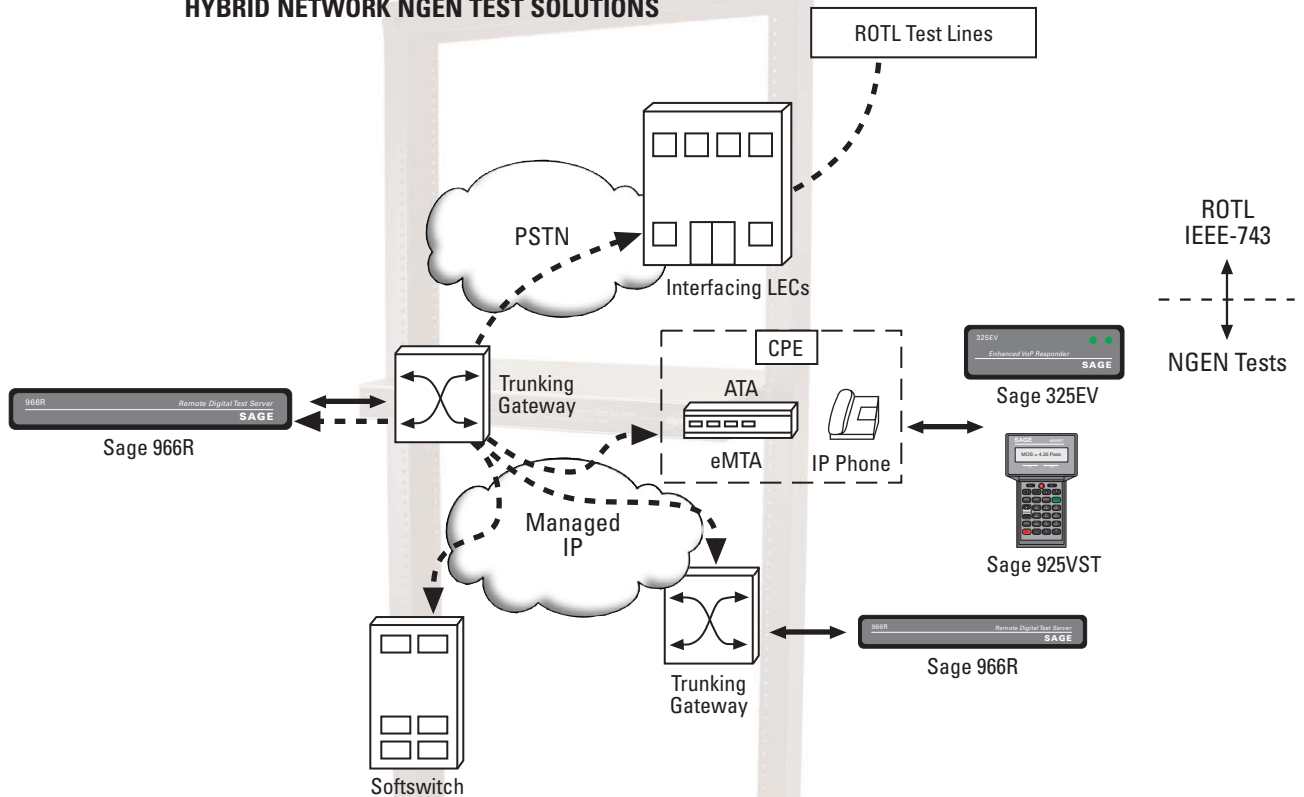 HYBRID NETWORK NGEN TEST SOLUTIONS
ROTL Test Lines
PSTN
Interfacing LECs
ROTL
IEEE-743
NGEN Tests
CPE
ATA
eMTA
IP Phone
325EV
Enhanced VoP Responder
SAGE
Sage 325EV
966R
Remote Digital Test Server
SAGE
Sage 966R
Trunking
Gateway
SAGE
MOS = 4.25 Pass
Sage 925VST
Managed
IP
966R
Remote Digital Test Server
SAGE
Sage 966R
Trunking
Gateway
Softswitch